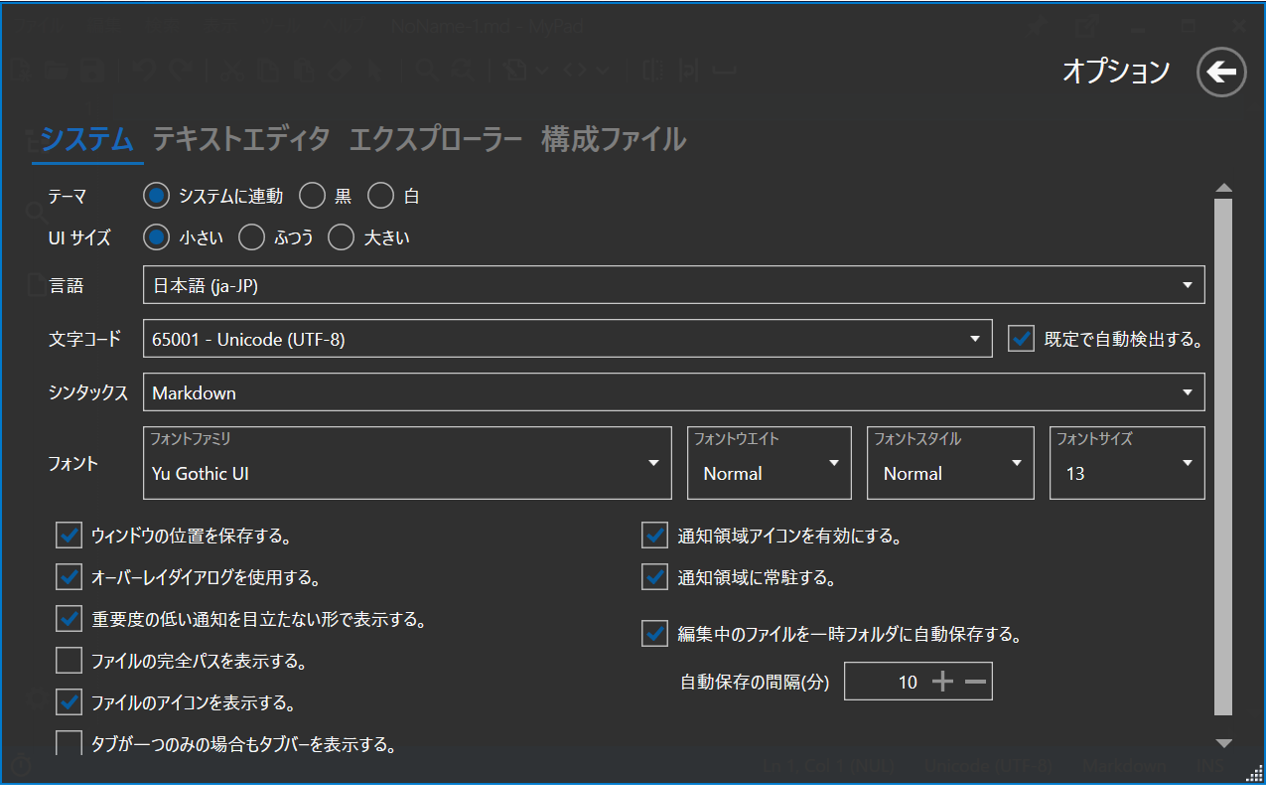 NoName-1.md - MyPad
オプション
システム テキストエディタ エクスプローラー 構成ファイル
テーマ システムに連動 黒 白
UI サイズ 小さい ふつう 大きい
言語 日本語 (ja-JP)
文字コード 65001 - Unicode (UTF-8) 既定で自動検出する。
シンタックス Markdown
フォント フォントファミリ フォントウエイト フォントスタイル フォントサイズ
Yu Gothic UI Normal Normal 13
ウィンドウの位置を保存する。 通知領域アイコンを有効にする。
オーバーレイダイアログを使用する。 通知領域に常駐する。
重要度の低い通知を目立たない形で表示する。
編集中のファイルを一時フォルダに自動保存する。
ファイルの完全パスを表示する。
自動保存の間隔(分) 10
ファイルのアイコンを表示する。
タブが一つのみの場合もタブバーを表示する。
Ln 1, Col 1 (NUL) Unicode (UTF-8) Markdown INS